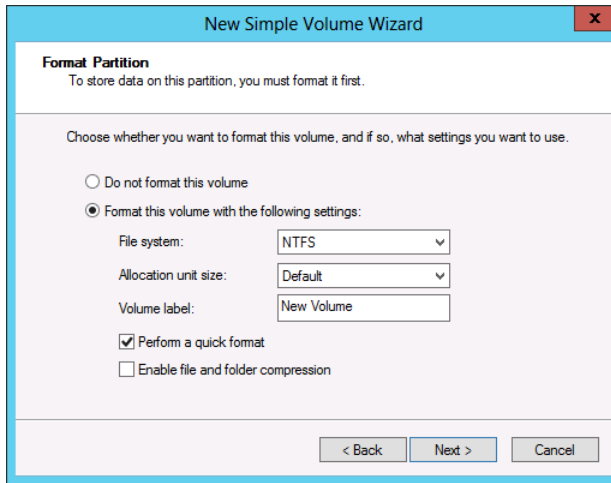 New Simple Volume Wizard
x
Format Partition
To store data on this partition, you must format it first.
Choose whether you want to format this volume, and if so, what settings you want to use.
Do not format this volume
Format this volume with the following settings:
File system: NTFS
Allocation unit size: Default
Volume label: New Volume
Perform a quick format
Enable file and folder compression
< Back Next > Cancel